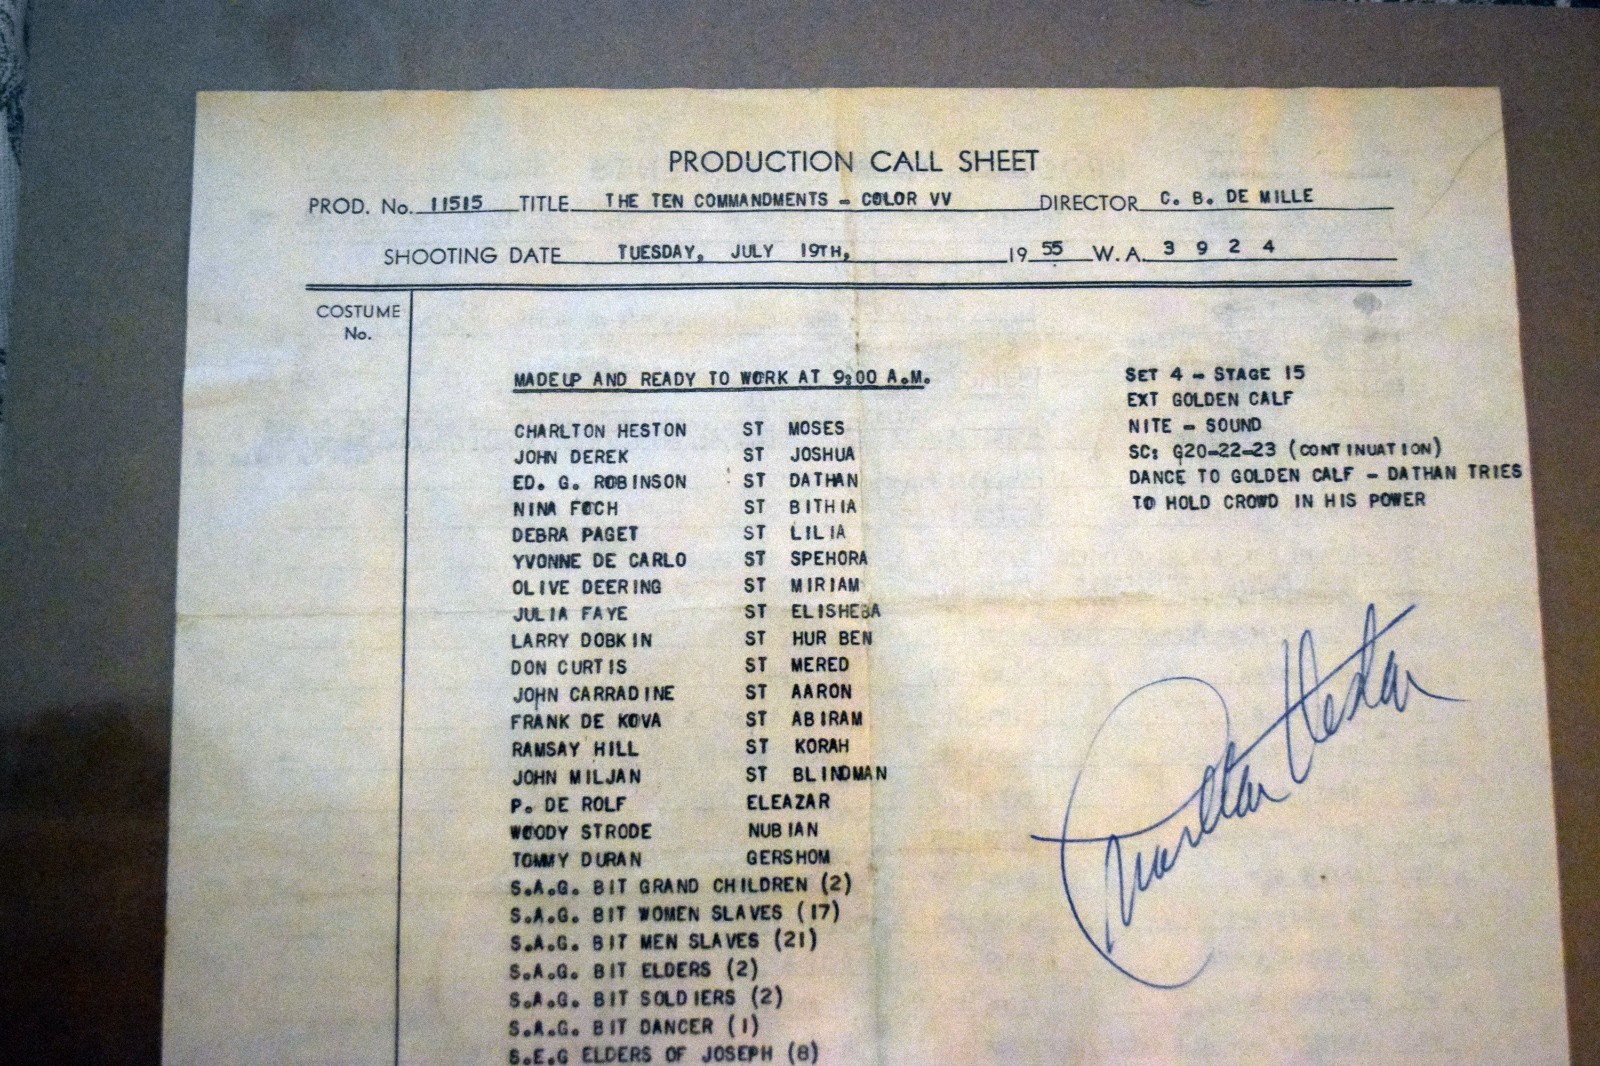 PRODUCTION CALL SHEET
PROD. No. 11515 TITLE THE TEN COMMANDMENTS - COLOR VV DIRECTOR C. B. DE MILLE
SHOOTING DATE TUESDAY, JULY 19TH, 1955 W.A. 3924
COSTUME
No.
MADEUP AND READY TO WORK AT 9:00 A.M.
SET 4 - STAGE 15
EXT GOLDEN CALF
NITE - SOUND
SC: G20-22-23 (CONTINUATION)
DANCE TO GOLDEN CALF - DATHAN TRIES
TO HOLD CROWD IN HIS POWER
CHARLTON HESTON ST MOSES
JOHN DEREK ST JOSHUA
ED. G. ROBINSON ST DATHAN
NINA FOCH ST BITHIA
DEBRA PAGET ST LILIA
YVONNE DE CARLO ST SPEHORA
OLIVE DEERING ST MIRIAM
JULIA FAYE ST ELISHEBA
LARRY DOBKIN ST HUR BEN
DON CURTIS ST MERED
JOHN CARRADINE ST AARON
FRANK DE KOVA ST ABIRAM
RAMSAY HILL ST KORAH
JOHN MILJAN ST BLINDMAN
P. DE ROLF ELEAZAR
WOODY STRODE NUBIAN
TOMMY DURAN GERSHOM
S.A.G. BIT GRAND CHILDREN (2)
S.A.G. BIT WOMEN SLAVES (17)
S.A.G. BIT MEN SLAVES (21)
S.A.G. BIT ELDERS (2)
S.A.G. BIT SOLDIERS (2)
S.A.G. BIT DANCER (1)
S.E.G ELDERS OF JOSEPH (8)
Charlton Heston